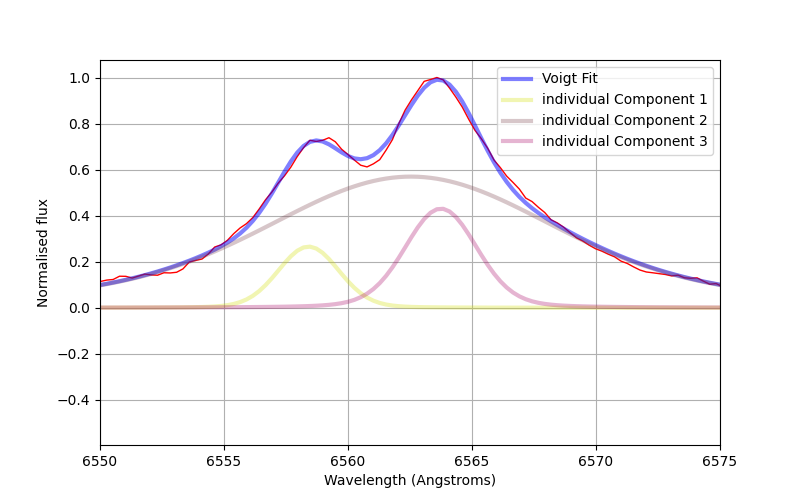 Voigt Fit
individual Component 1
individual Component 2
individual Component 3
1.0
0.8
0.6
0.4
0.2
0.0
−0.2
−0.4
Normalised flux
6550
6555
6560
6565
6570
6575
Wavelength (Angstroms)